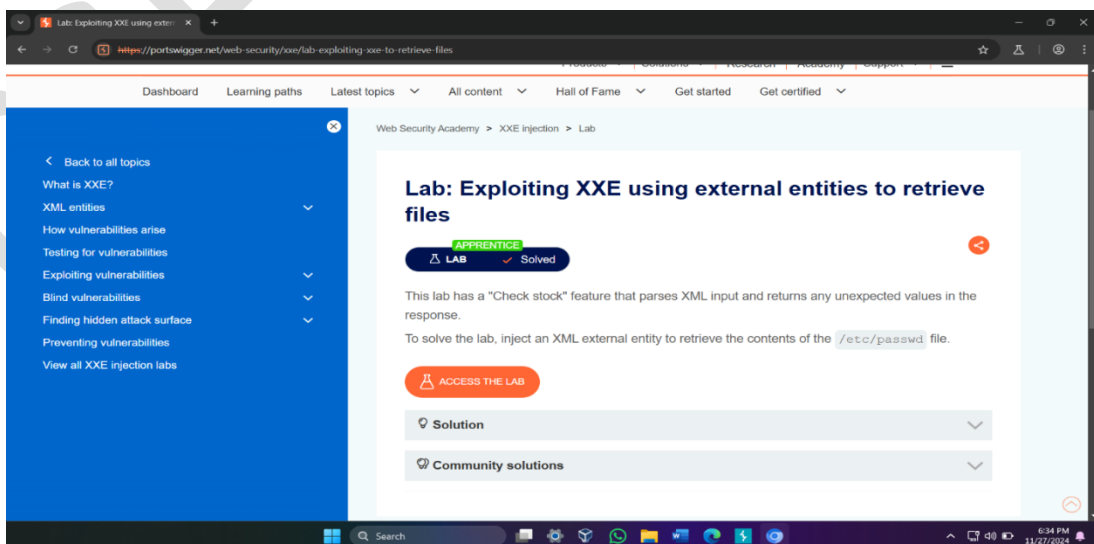 Lab: Exploiting XXE using extern
https://portswigger.net/web-security/xxe/lab-exploiting-xxe-to-retrieve-files
Products Solutions Research Academy Support
Dashboard Learning paths Latest topics All content Hall of Fame Get started Get certified
Web Security Academy > XXE injection > Lab
Back to all topics
What is XXE?
XML entities
How vulnerabilities arise
Testing for vulnerabilities
Exploiting vulnerabilities
Blind vulnerabilities
Finding hidden attack surface
Preventing vulnerabilities
View all XXE injection labs
Lab: Exploiting XXE using external entities to retrieve
files
APPRENTICE
LAB Solved
This lab has a "Check stock" feature that parses XML input and returns any unexpected values in the
response.
To solve the lab, inject an XML external entity to retrieve the contents of the /etc/passwd file.
ACCESS THE LAB
Solution
Community solutions
Search
6:34 PM
11/27/2024